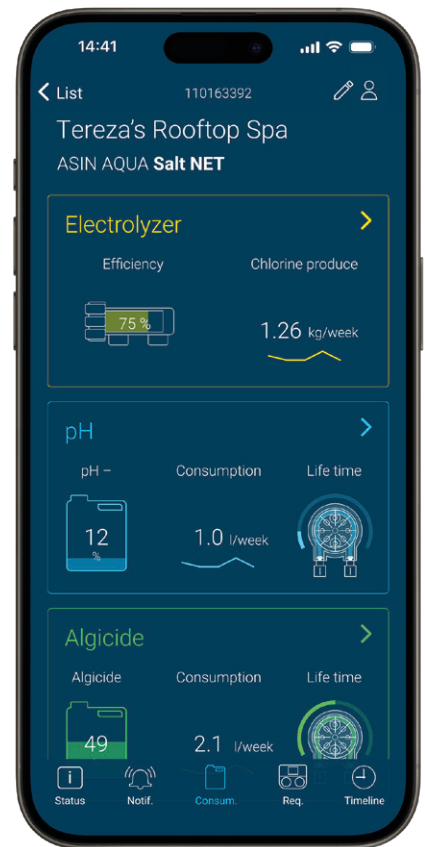 14:41
List
110163392
Tereza's Rooftop Spa
ASIN AQUA Salt NET
Electrolyzer
Efficiency
Chlorine produce
75 %
1.26 kg/week
pH
pH –
Consumption
Life time
12
%
1.0 l/week
Algicide
Algicide
Consumption
Life time
49
2.1 l/week
i
Status
Notif.
Consum.
Req.
Timeline